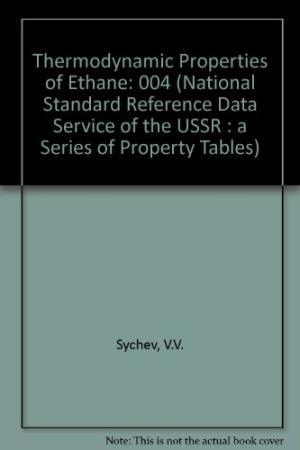 Thermodynamic Properties
of Ethane: 004 (National
Standard Reference Data
Service of the USSR : a
Series of Property Tables)
Sychev, V.V.
Note: This is not the actual book cover